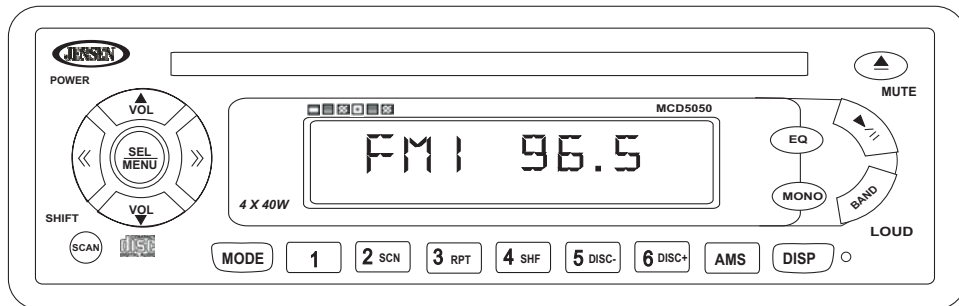 JENSEN
POWER
MUTE
VOL
SEL
MENU
VOL
SHIFT
SCAN
disc
MCD5050
FM1 96.5
4 X 40W
EQ
MONO
BAND
LOUD
MODE
1
2 SCN
3 RPT
4 SHF
5 DISC-
6 DISC+
AMS
DISP